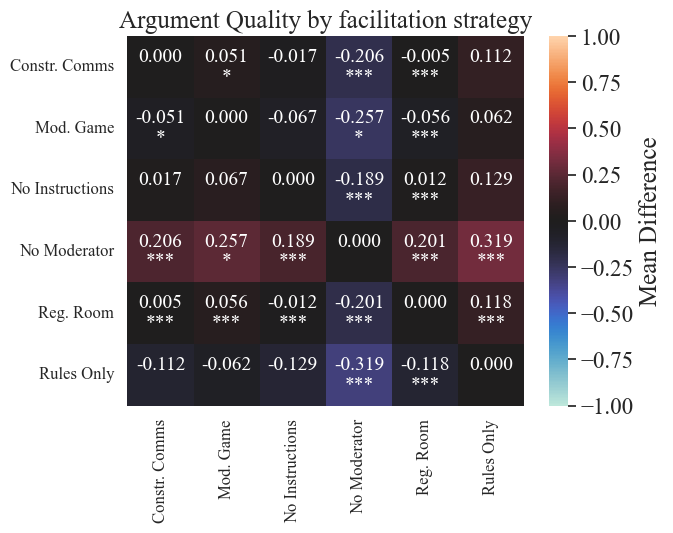 Argument Quality by facilitation strategy
Constr. Comms
0.000 0.051 -0.017 -0.206 -0.005 0.112
* *** ***
Mod. Game
-0.051 0.000 -0.067 -0.257 -0.056 0.062
* * ***
No Instructions
0.017 0.067 0.000 -0.189 0.012 0.129
*** ***
No Moderator
0.206 0.257 0.189 0.000 0.201 0.319
*** * *** *** ***
Reg. Room
0.005 0.056 -0.012 -0.201 0.000 0.118
*** *** *** *** ***
Rules Only
-0.112 -0.062 -0.129 -0.319 -0.118 0.000
*** ***
Constr. Comms
Mod. Game
No Instructions
No Moderator
Reg. Room
Rules Only
1.00
0.75
0.50
0.25
0.00
−0.25
−0.50
−0.75
−1.00
Mean Difference